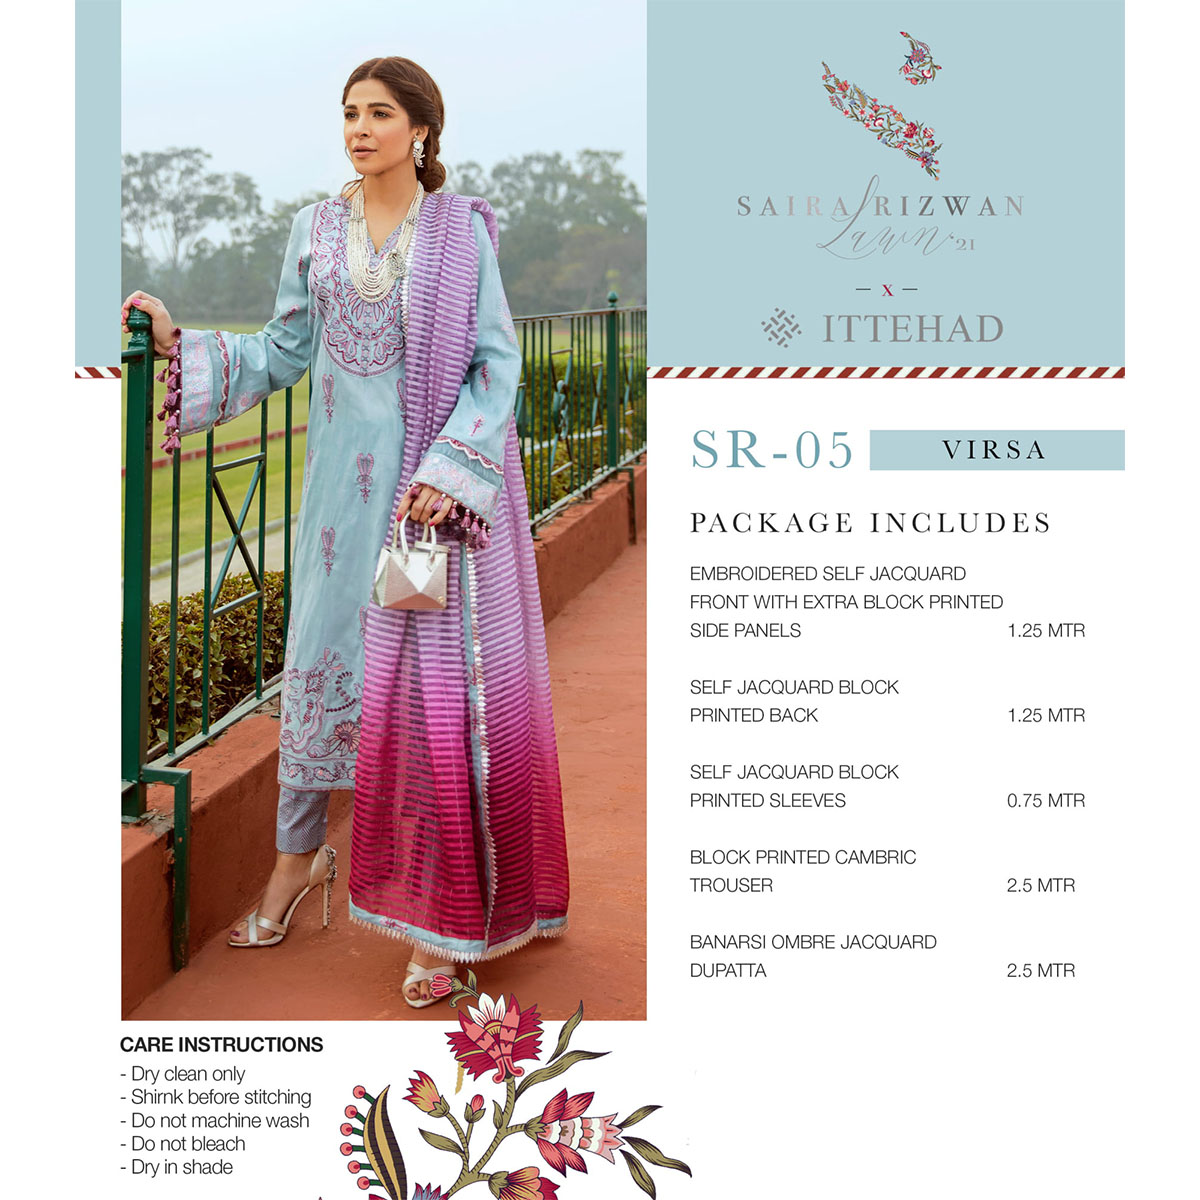 SAIRA RIZWAN
Lawn '21
– X –
ITTEHAD
SR-05
VIRSA
PACKAGE INCLUDES
EMBROIDERED SELF JACQUARD
FRONT WITH EXTRA BLOCK PRINTED
SIDE PANELS 1.25 MTR
SELF JACQUARD BLOCK
PRINTED BACK 1.25 MTR
SELF JACQUARD BLOCK
PRINTED SLEEVES 0.75 MTR
BLOCK PRINTED CAMBRIC
TROUSER 2.5 MTR
BANARSI OMBRE JACQUARD
DUPATTA 2.5 MTR
CARE INSTRUCTIONS
- Dry clean only
- Shirnk before stitching
- Do not machine wash
- Do not bleach
- Dry in shade